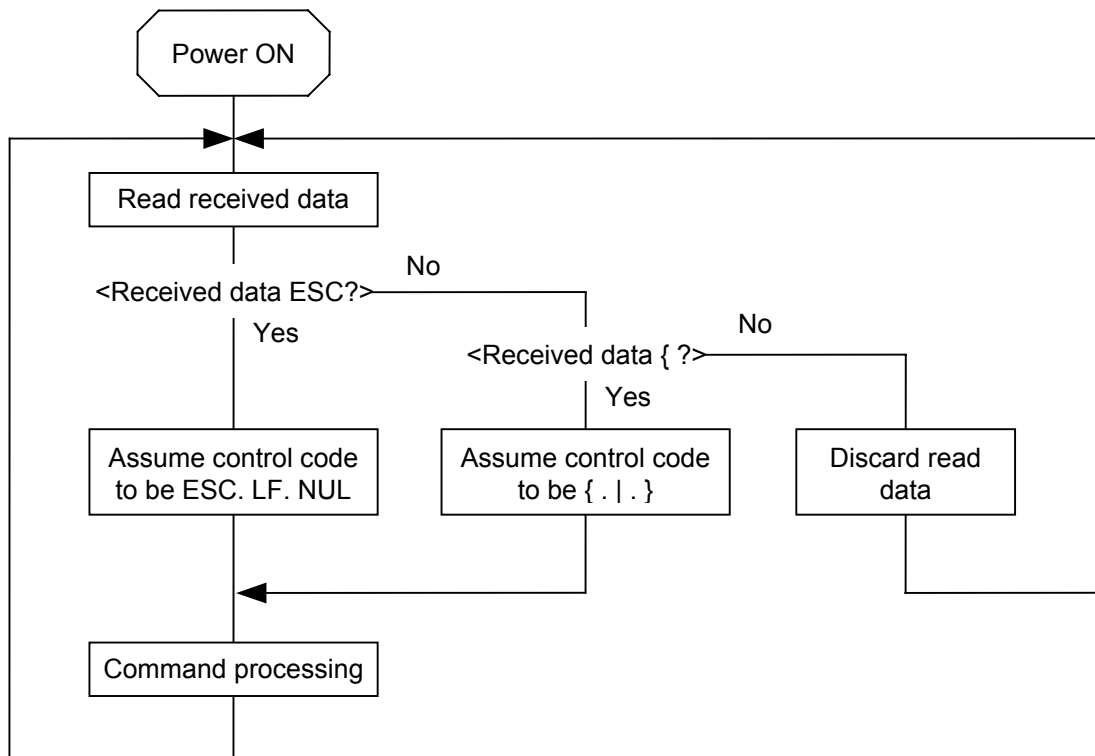 Power ON
Read received data
No
<Received data ESC?>
Yes
No
<Received data { ?>
Yes
Assume control code
to be ESC. LF. NUL
Assume control code
to be { . | . }
Discard read
data
Command processing